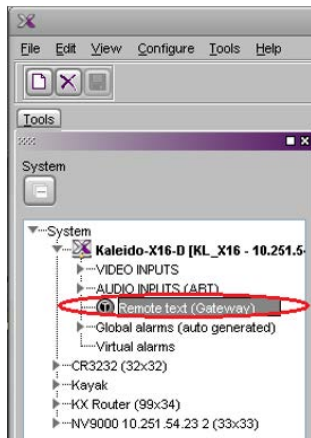 File Edit View Configure Tools Help
Tools
System
System
Kaleido-X16-D [KL_X16 - 10.251.5
VIDEO INPUTS
AUDIO INPUTS (ABT)
Remote text (Gateway)
Global alarms (auto generated)
Virtual alarms
CR3232 (32x32)
Kayak
KX Router (99x34)
NV9000 10.251.54.23 2 (33x33)